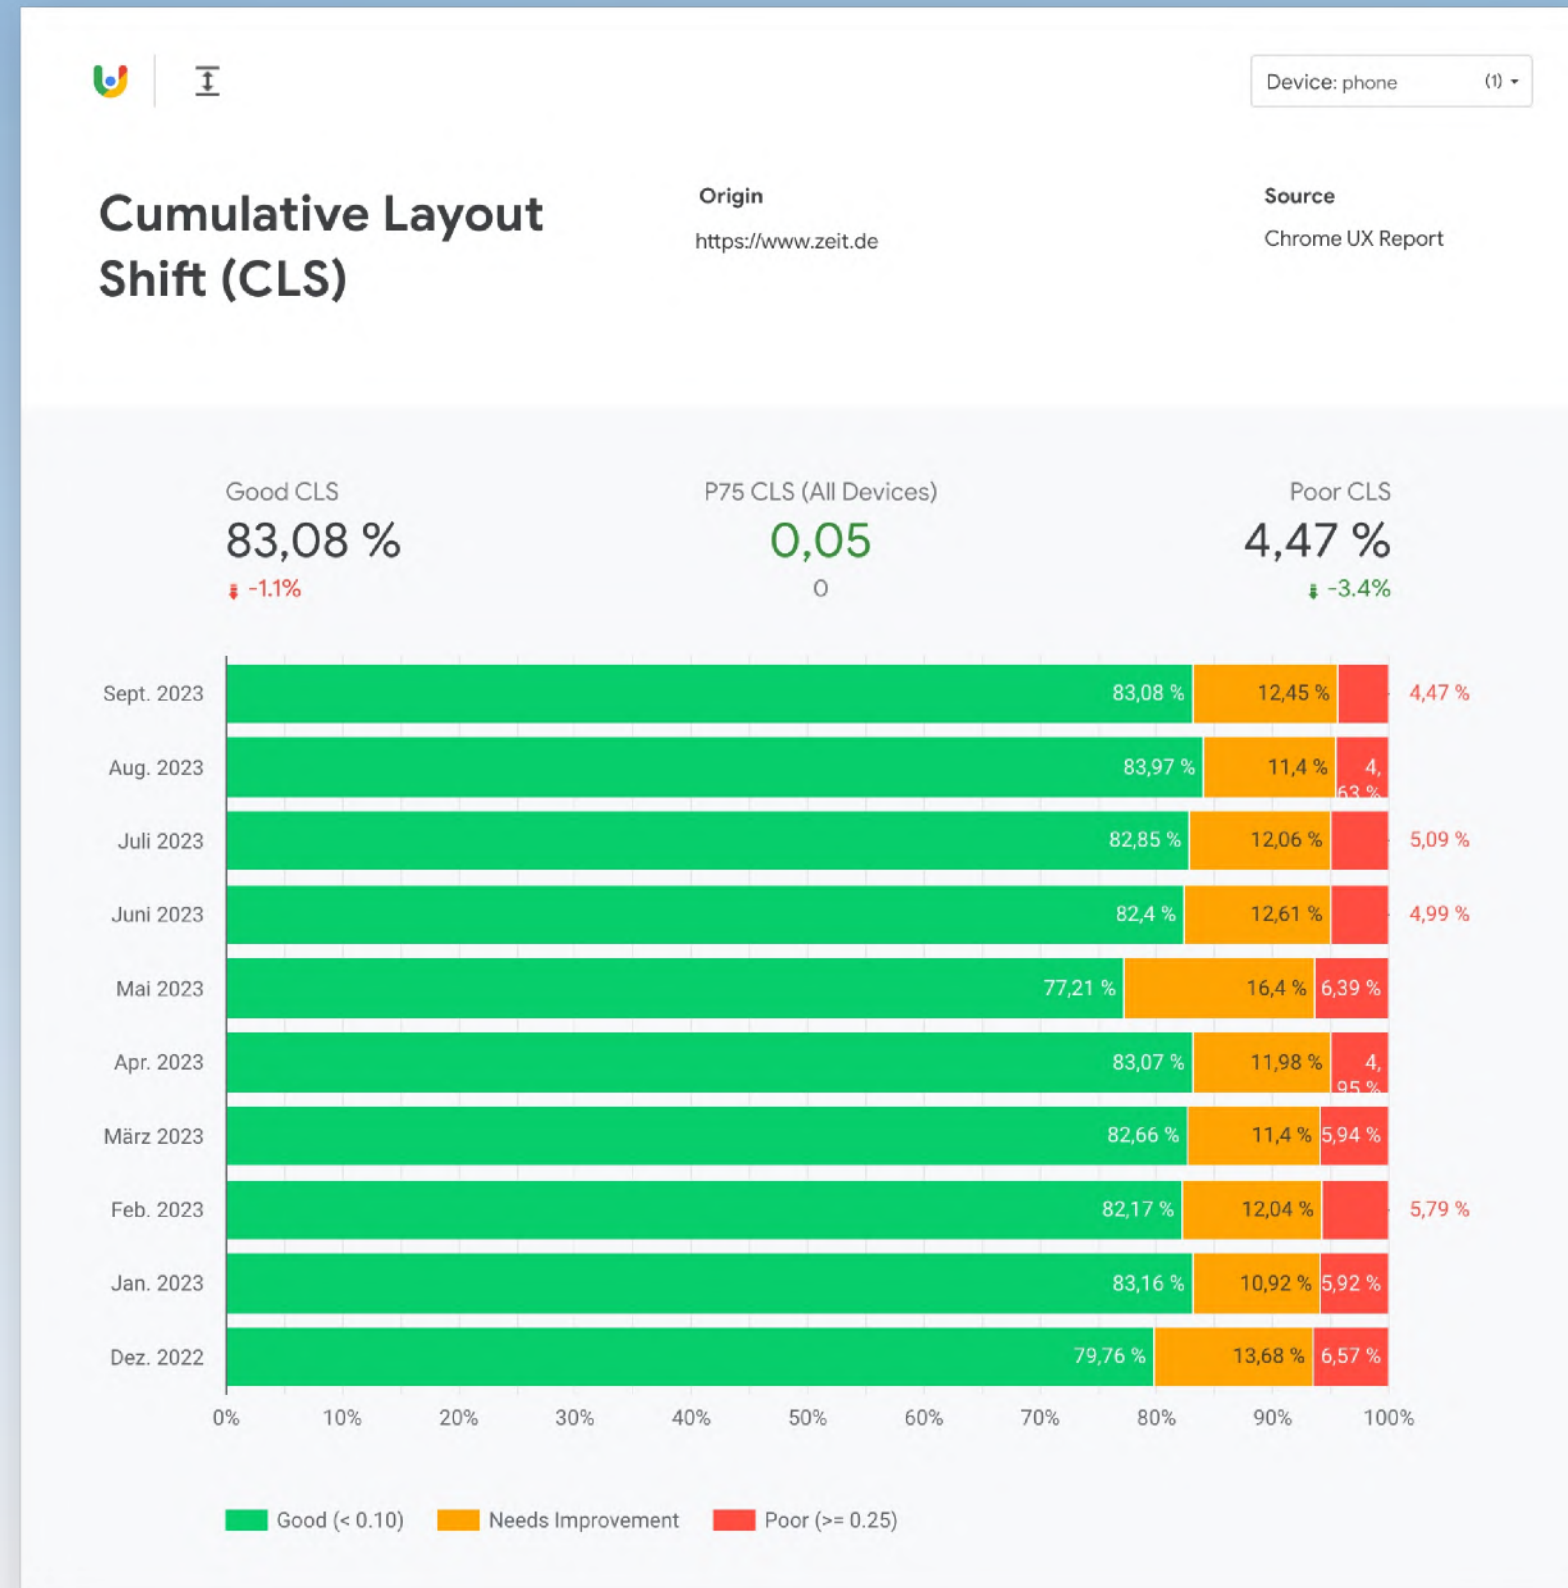 Device: phone (1)
Cumulative Layout
Shift (CLS)
Origin
https://www.zeit.de
Source
Chrome UX Report
Good CLS
83,08 %
-1.1%
P75 CLS (All Devices)
0,05
0
Poor CLS
4,47 %
-3.4%
Sept. 2023 83,08 % 12,45 % 4,47 %
Aug. 2023 83,97 % 11,4 % 4,
63 %
Juli 2023 82,85 % 12,06 % 5,09 %
Juni 2023 82,4 % 12,61 % 4,99 %
Mai 2023 77,21 % 16,4 % 6,39 %
Apr. 2023 83,07 % 11,98 % 4,
95 %
März 2023 82,66 % 11,4 % 5,94 %
Feb. 2023 82,17 % 12,04 % 5,79 %
Jan. 2023 83,16 % 10,92 % 5,92 %
Dez. 2022 79,76 % 13,68 % 6,57 %
0% 10% 20% 30% 40% 50% 60% 70% 80% 90% 100%
Good (< 0.10) Needs Improvement Poor (>= 0.25)